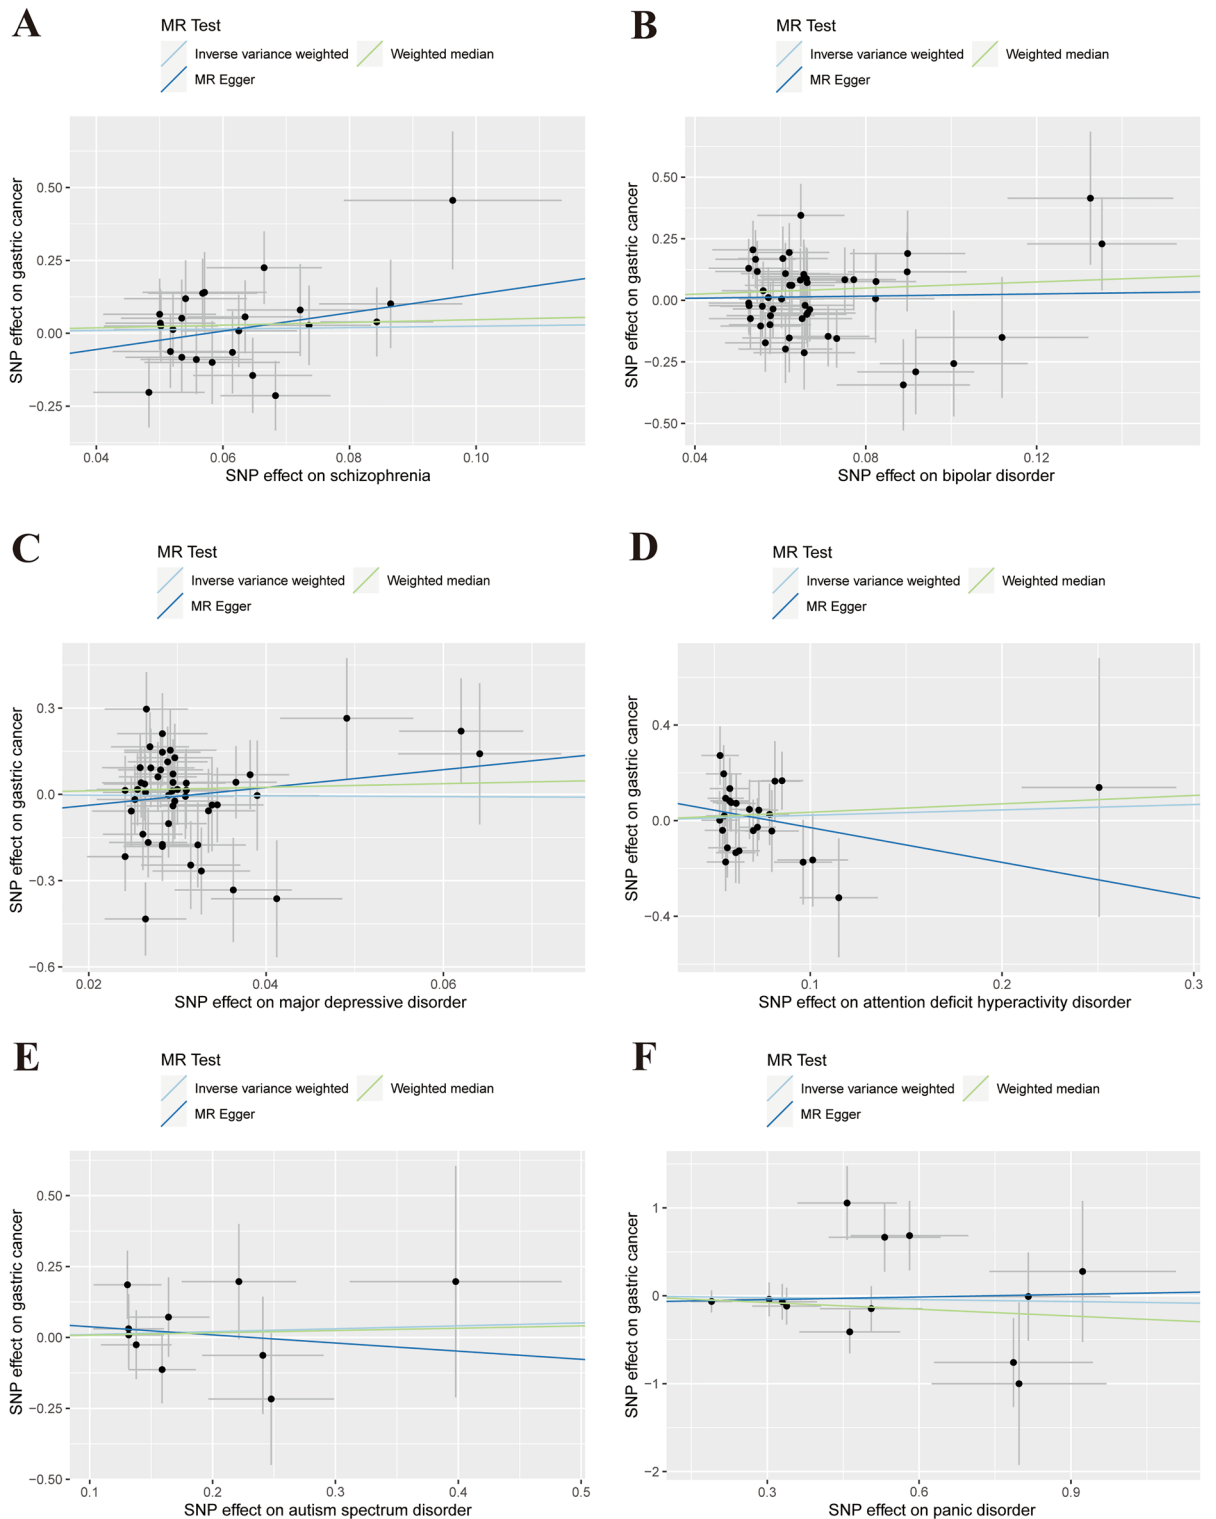 A
MR Test
Inverse variance weighted
Weighted median
MR Egger
SNP effect on gastric cancer
0.50
0.25
0.00
−0.25
0.04
0.06
0.08
0.10
SNP effect on schizophrenia
B
MR Test
Inverse variance weighted
Weighted median
MR Egger
SNP effect on gastric cancer
0.50
0.25
0.00
−0.25
−0.50
0.04
0.08
0.12
SNP effect on bipolar disorder
C
MR Test
Inverse variance weighted
Weighted median
MR Egger
SNP effect on gastric cancer
0.3
0.0
−0.3
−0.6
0.02
0.04
0.06
SNP effect on major depressive disorder
D
MR Test
Inverse variance weighted
Weighted median
MR Egger
SNP effect on gastric cancer
0.4
0.0
−0.4
0.1
0.2
0.3
SNP effect on attention deficit hyperactivity disorder
E
MR Test
Inverse variance weighted
Weighted median
MR Egger
SNP effect on gastric cancer
0.50
0.25
0.00
−0.25
−0.50
0.1
0.2
0.3
0.4
0.5
SNP effect on autism spectrum disorder
F
MR Test
Inverse variance weighted
Weighted median
MR Egger
SNP effect on gastric cancer
1
0
−1
−2
0.3
0.6
0.9
SNP effect on panic disorder